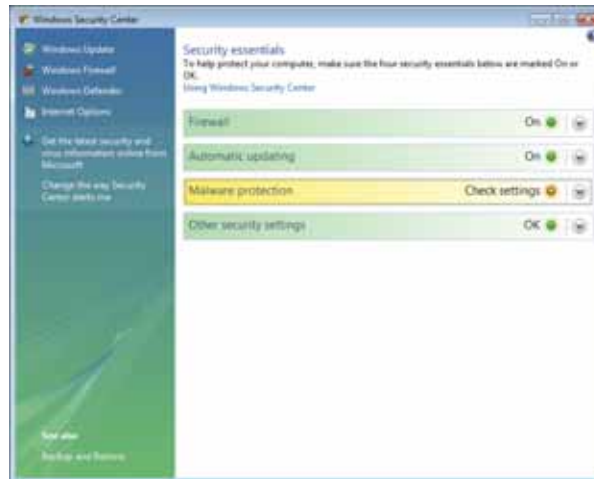 Windows Security Center
Windows Update
Windows Firewall
Windows Defender
Internet Options
Get the latest security and
virus information online from
Microsoft
Change the way Security
Center alerts me
See also
Backup and Restore
Security essentials
To help protect your computer, make sure the four security essentials below are marked On or
OK.
Using Windows Security Center
Firewall On
Automatic updating On
Malware protection Check settings
Other security settings OK